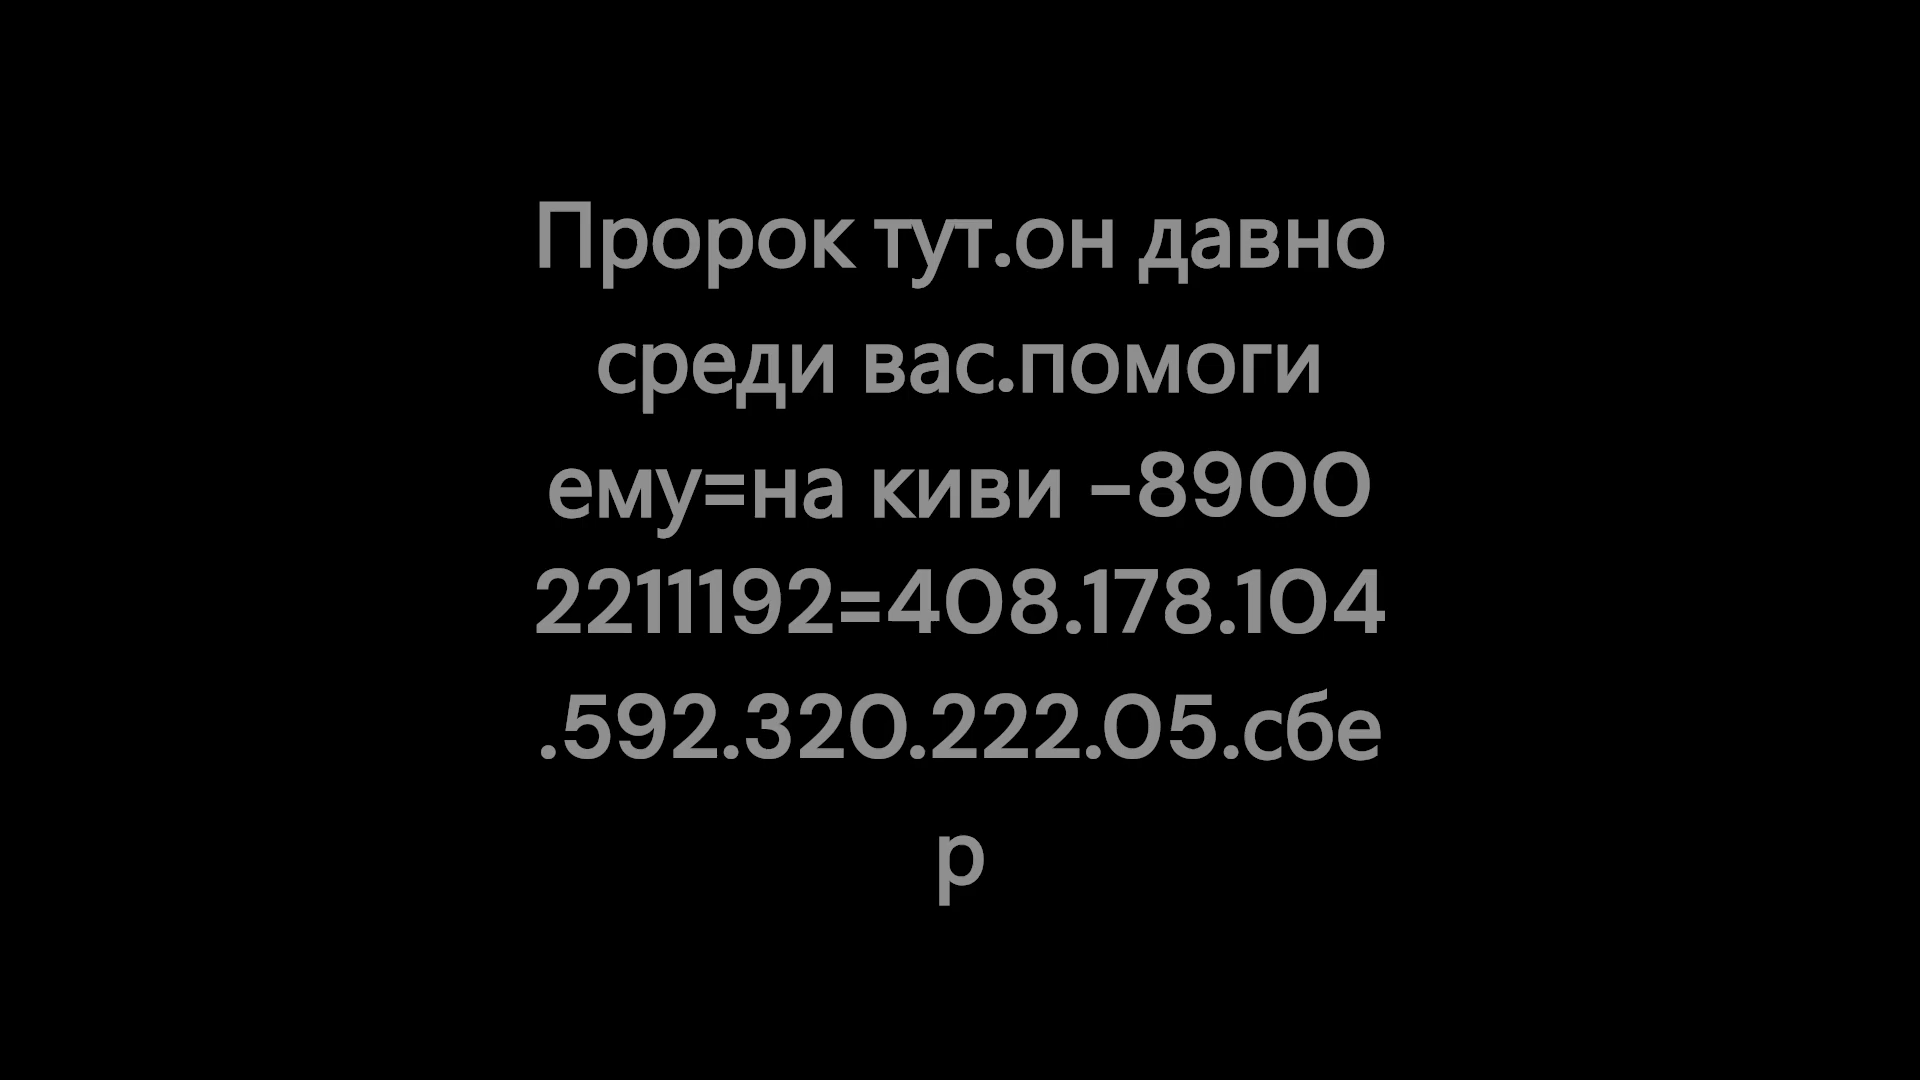 Пророк тут.он давно
среди вас.помоги
ему=на киви -8900
2211192=408.178.104
.592.320.222.05.сбе
р